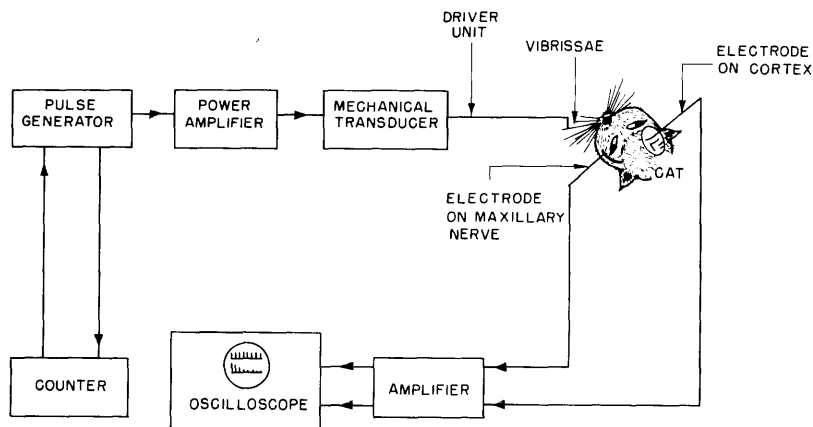 DRIVER
UNIT
VIBRISSAE
ELECTRODE
ON CORTEX
PULSE
GENERATOR
POWER
AMPLIFIER
MECHANICAL
TRANSDUCER
CAT
ELECTRODE
ON MAXILLARY
NERVE
COUNTER
OSCILLOSCOPE
AMPLIFIER